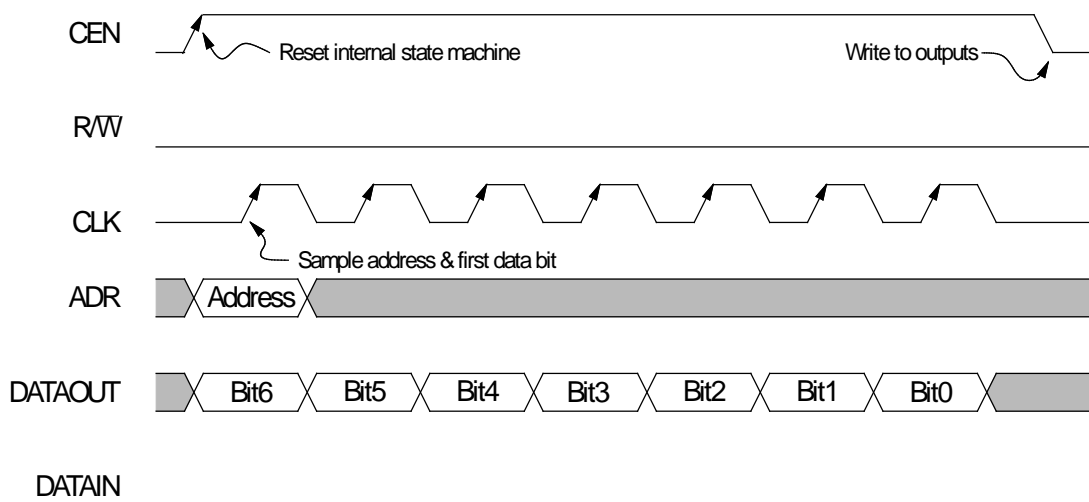 CEN
Reset internal state machine
Write to outputs
R/W̅
CLK
Sample address & first data bit
ADR
Address
DATAOUT
Bit6 Bit5 Bit4 Bit3 Bit2 Bit1 Bit0
DATAIN